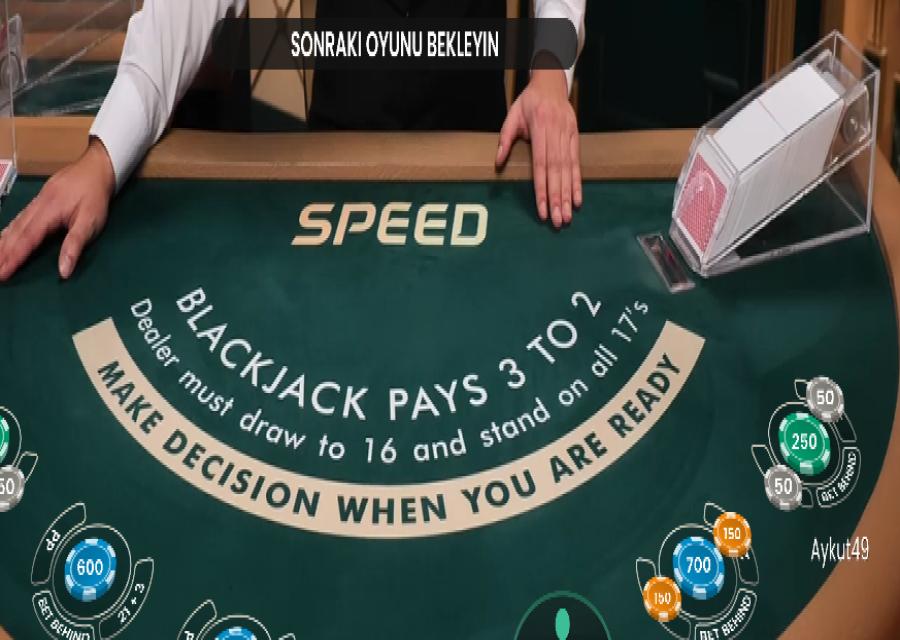 SONRAKI OYUNU BEKLEYIN
SPEED
BLACKJACK PAYS 3 TO 2
Dealer must draw to 16 and stand on all 17's
MAKE DECISION WHEN YOU ARE READY
50
250
50
BET BEHIND
Aykut49
150
700
150
BET BEHIND
PP
600
21 + 3
BET BEHIND